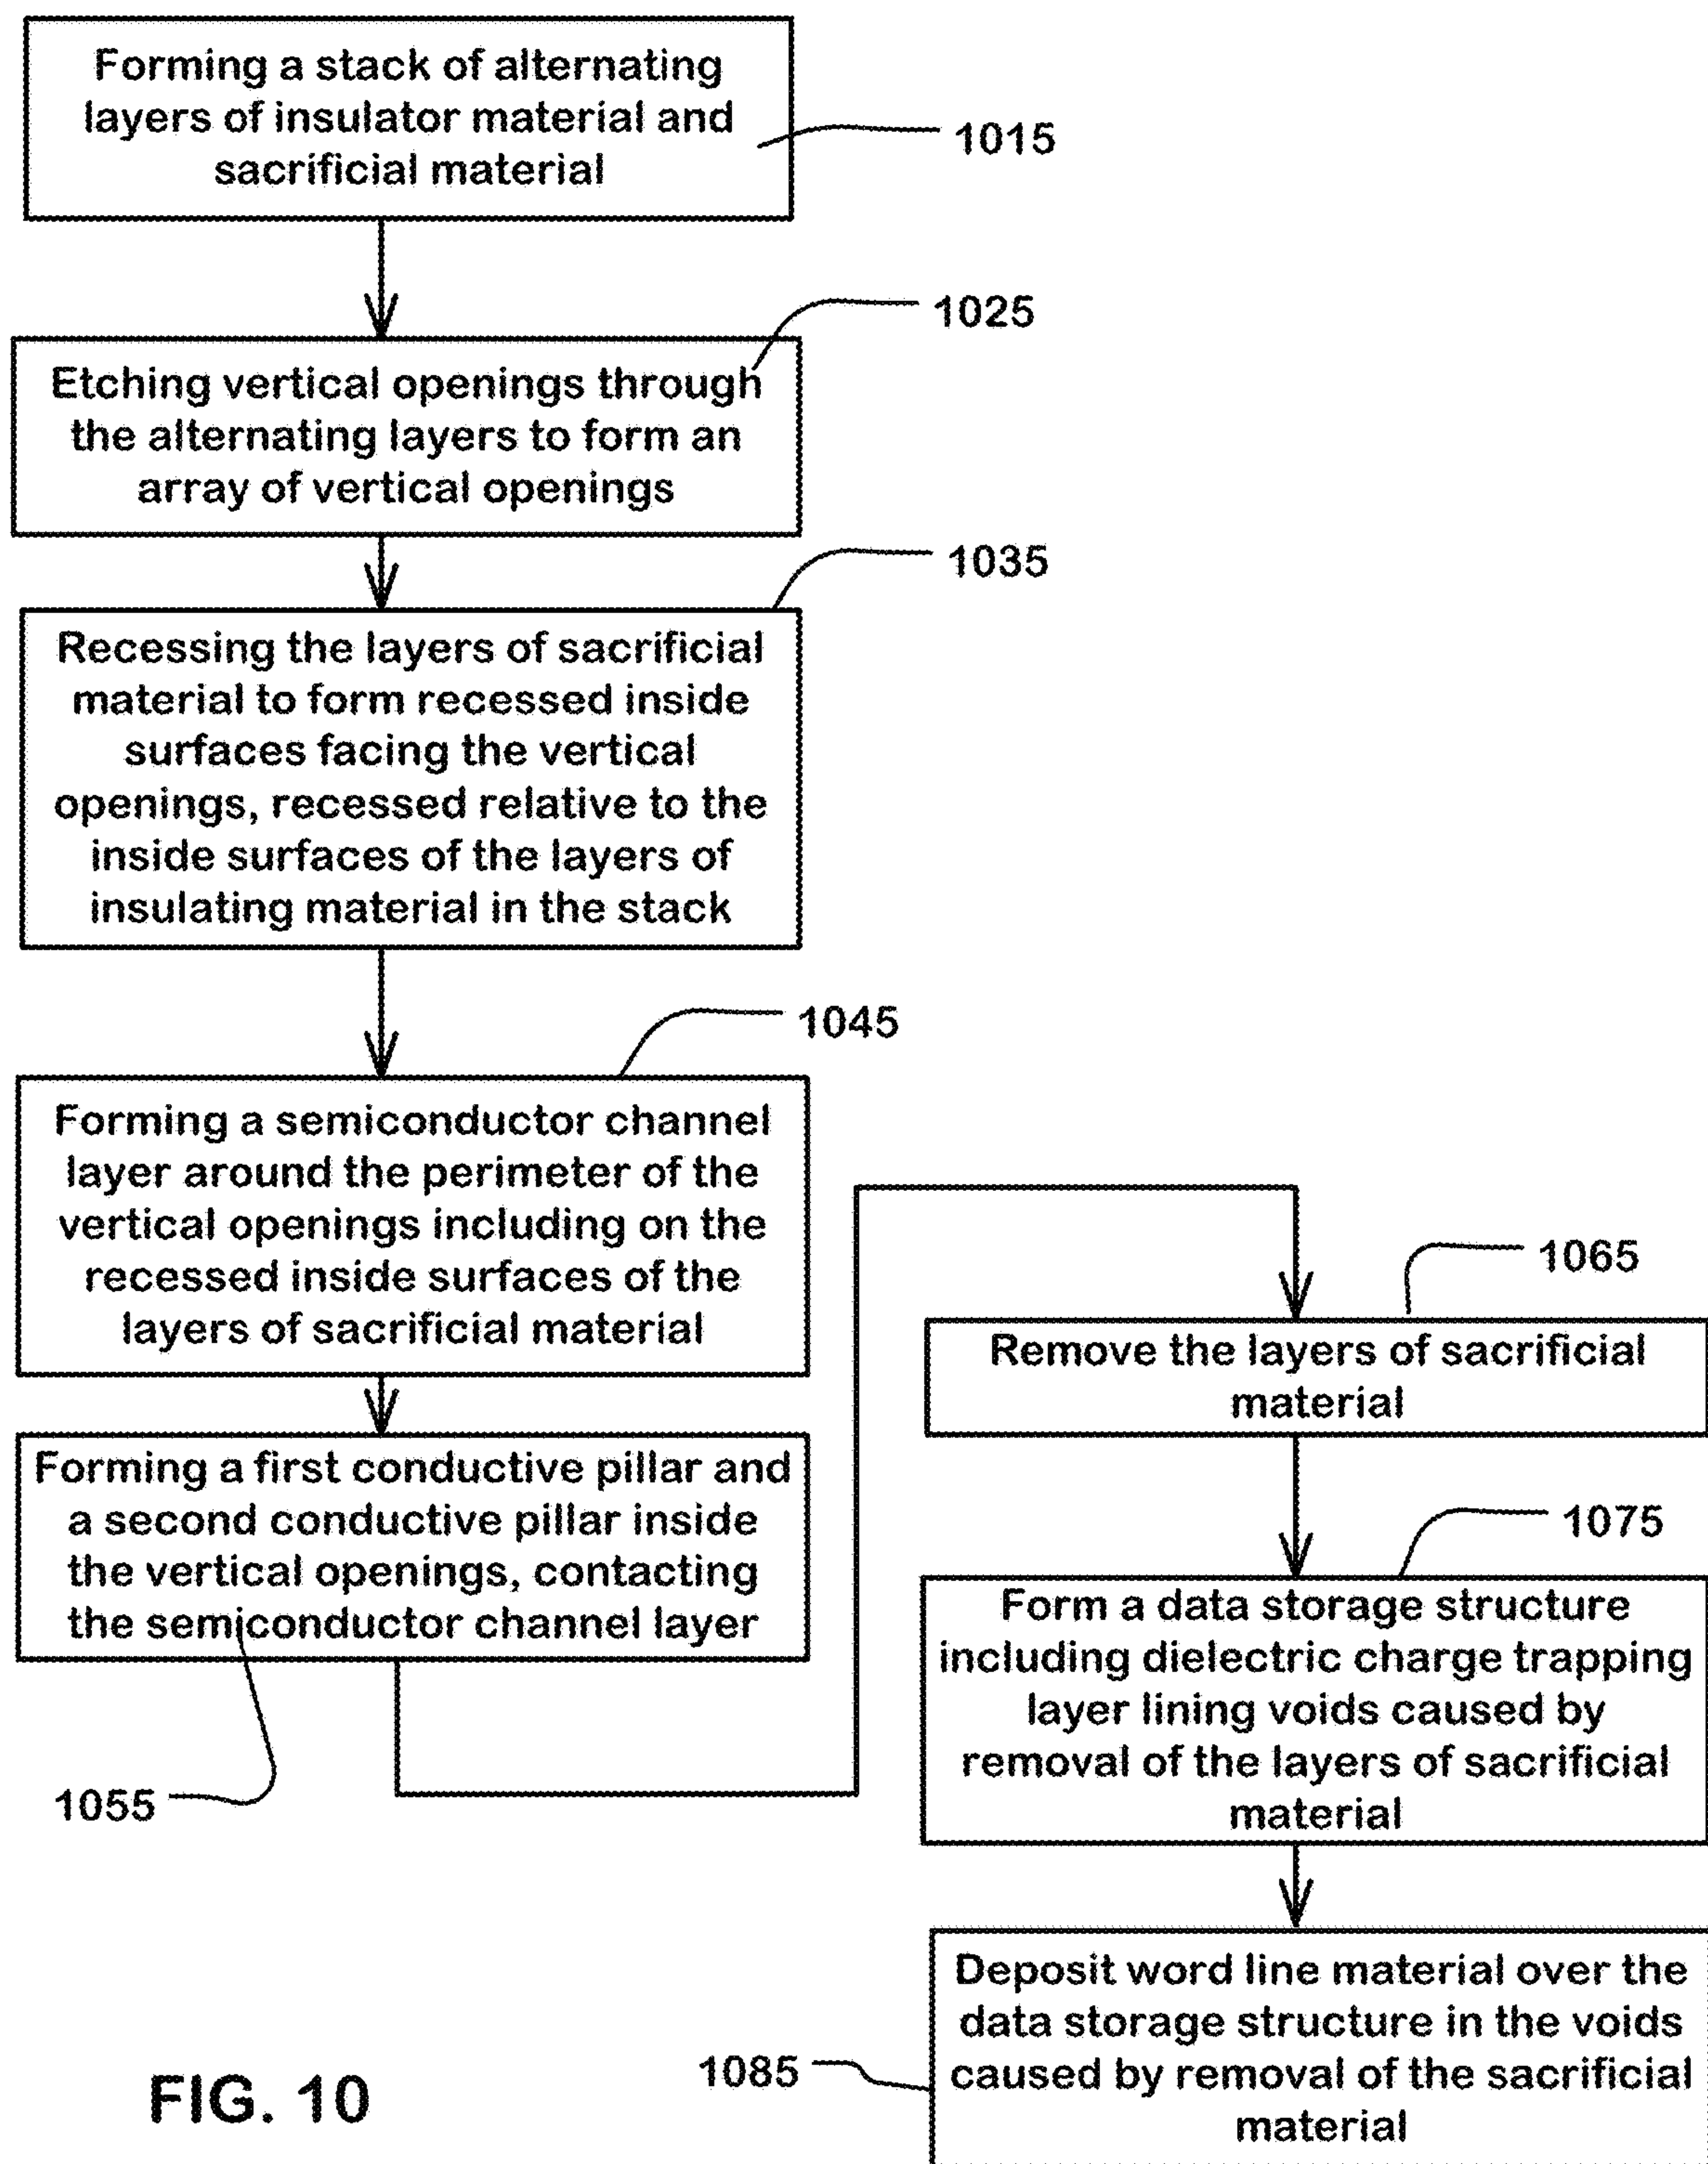 Forming a stack of alternating
layers of insulator material and
sacrificial material
1015
1025
Etching vertical openings through
the alternating layers to form an
array of vertical openings
1035
Recessing the layers of sacrificial
material to form recessed inside
surfaces facing the vertical
openings, recessed relative to the
inside surfaces of the layers of
insulating material in the stack
1045
Forming a semiconductor channel
layer around the perimeter of the
vertical openings including on the
recessed inside surfaces of the
layers of sacrificial material
Forming a first conductive pillar and
a second conductive pillar inside
the vertical openings, contacting
the semiconductor channel layer
1055
1065
Remove the layers of sacrificial
material
1075
Form a data storage structure
including dielectric charge trapping
layer lining voids caused by
removal of the layers of sacrificial
material
Deposit word line material over the
data storage structure in the voids
caused by removal of the sacrificial
material
1085
FIG. 10